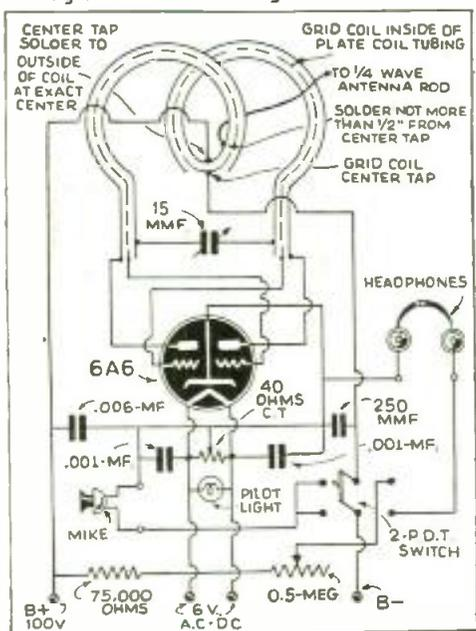 CENTER TAP
SOLDER TO
OUTSIDE
OF COIL
AT EXACT
CENTER
GRID COIL INSIDE OF
PLATE COIL TUBING
TO 1/4 WAVE
ANTENNA ROD
SOLDER NOT MORE
THAN 1/2" FROM
CENTER TAP
GRID COIL
CENTER TAP
15
MMF
HEADPHONES
6A6
40
OHMS
C.T
.006-MF
250
MMF
.001-MF.
.001-MF.
PILOT
LIGHT
MIKE
2-P D.T.
SWITCH
B+
100V
75,000
OHMS
6 V.
A.C-DC
0.5-MEG
B-